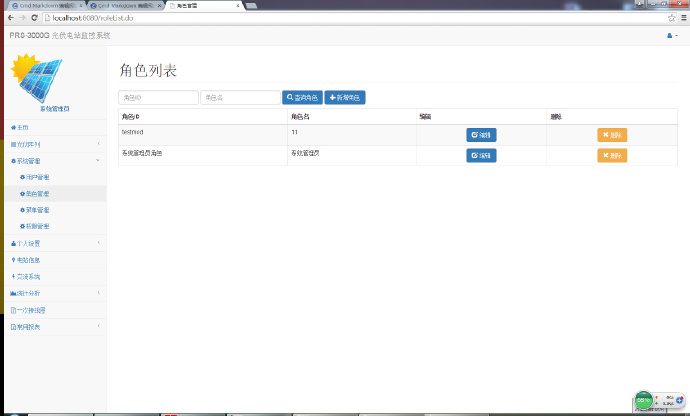 Cmd Markdown 编辑阅
Cmd Markdown 编辑阅
角色管理
localhost:8080/roleList.do
PRS-3000G 光伏电站监控系统
系统管理员
主页
光伏阵列
系统管理
用户管理
角色管理
菜单管理
权限管理
个人设置
电站信息
交流系统
统计分析
一次接线图
常用报表
角色列表
角色ID
角色名
查询角色
新增角色
角色ID 角色名 编辑 删除
testmod 11 编辑 删除
系统管理员角色 系统管理员 编辑 删除